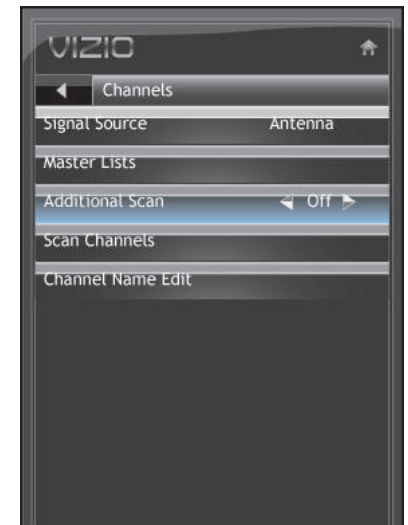 VIZIO
Channels
Signal Source Antenna
Master Lists
Additional Scan Off
Scan Channels
Channel Name Edit